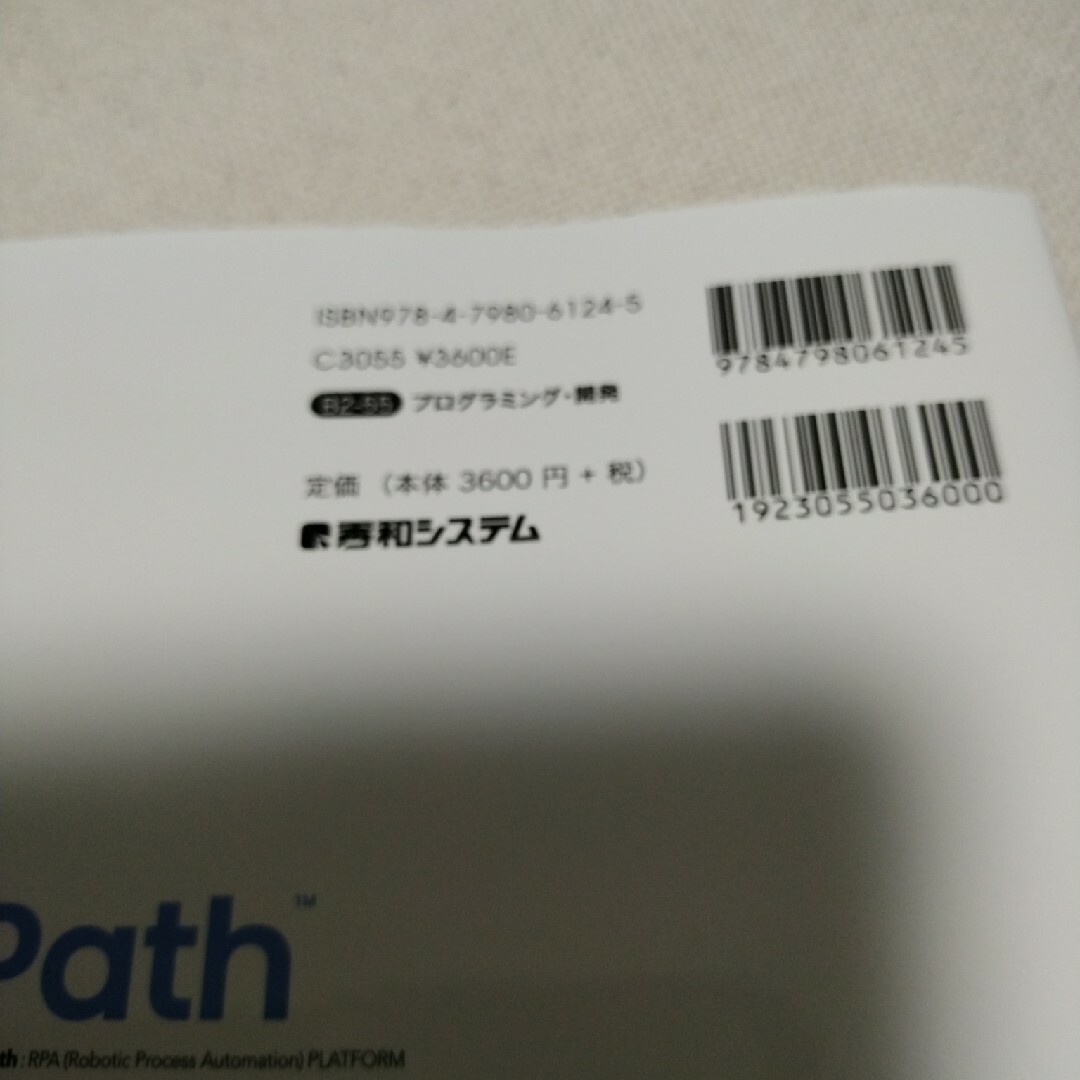 ISBN978-4-7980-6124-5
C3055 ¥3600E
B2-55 プログラミング・開発
定価 (本体 3600 円 + 税)
秀和システム
9784798061245
1923055036000
Path™
th : RPA (Robotic Process Automation) PLATFORM